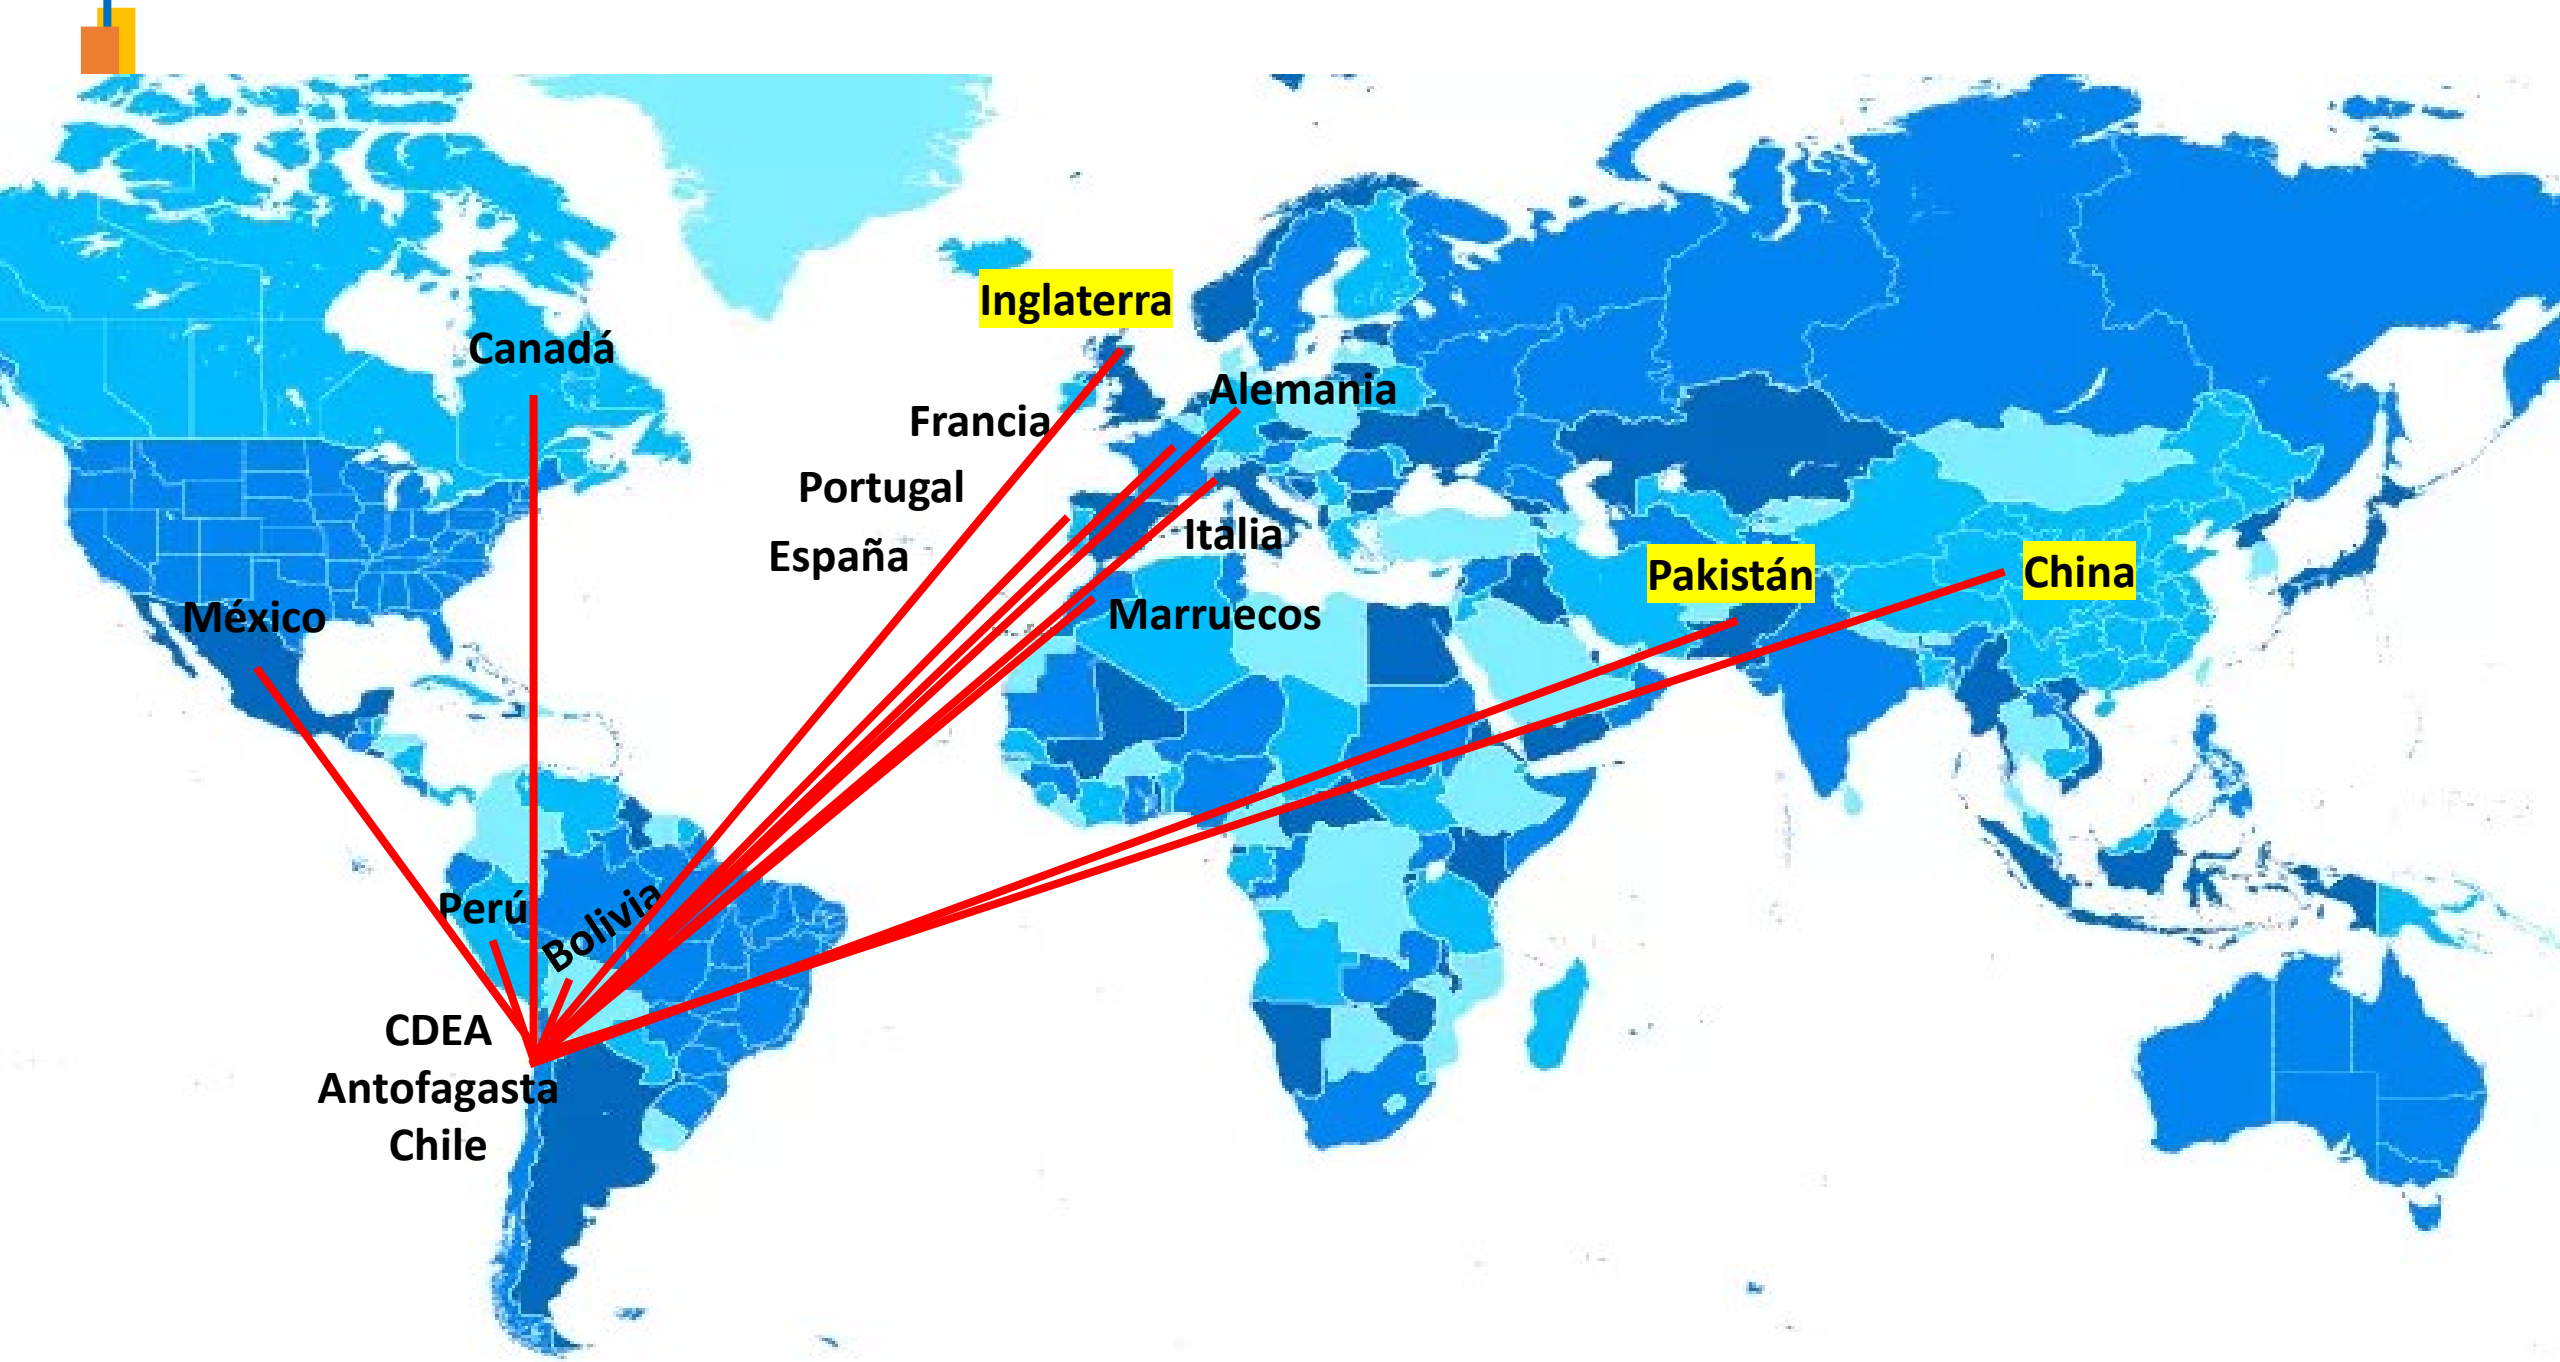 Inglaterra
Canadá
Alemania
Francia
Portugal
Italia
España
Pakistán
China
México
Marruecos
Perú
Bolivia
CDEA
Antofagasta
Chile